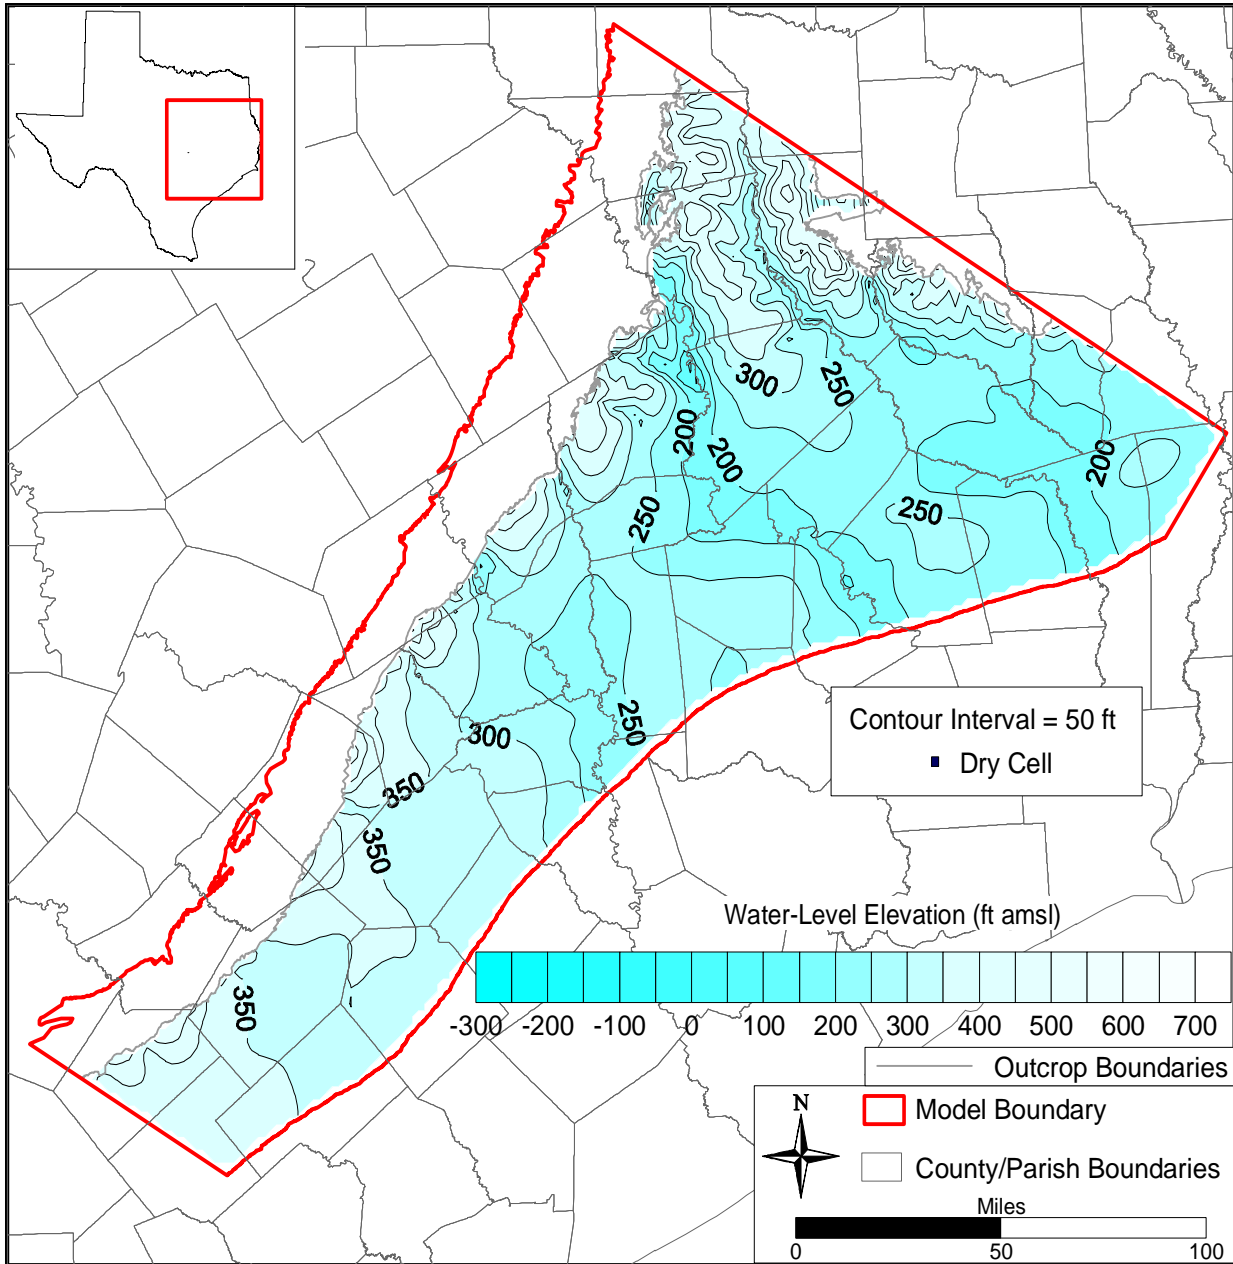 300
250
200
200
200
250
250
250
300
350
350
350
Contour Interval = 50 ft
Dry Cell
Water-Level Elevation (ft amsl)
-300 -200 -100 0 100 200 300 400 500 600 700
Outcrop Boundaries
N
Model Boundary
County/Parish Boundaries
Miles
0 50 100